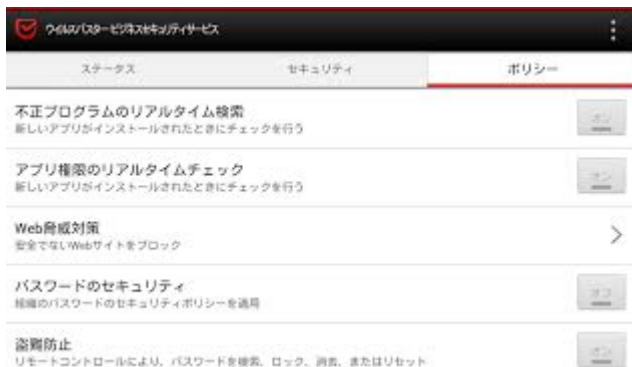 ウイルスバスタービジネスセキュリティサービス
ステータス
セキュリティ
ポリシー
不正プログラムのリアルタイム検索
新しいアプリがインストールされたときにチェックを行う
オン
アプリ権限のリアルタイムチェック
新しいアプリがインストールされたときにチェックを行う
オン
Web脅威対策
安全でないWebサイトをブロック
パスワードのセキュリティ
組織のパスワードのセキュリティポリシーを適用
オフ
盗難防止
リモートコントロールにより、パスワードを検索、ロック、消去、またはリセット
オン